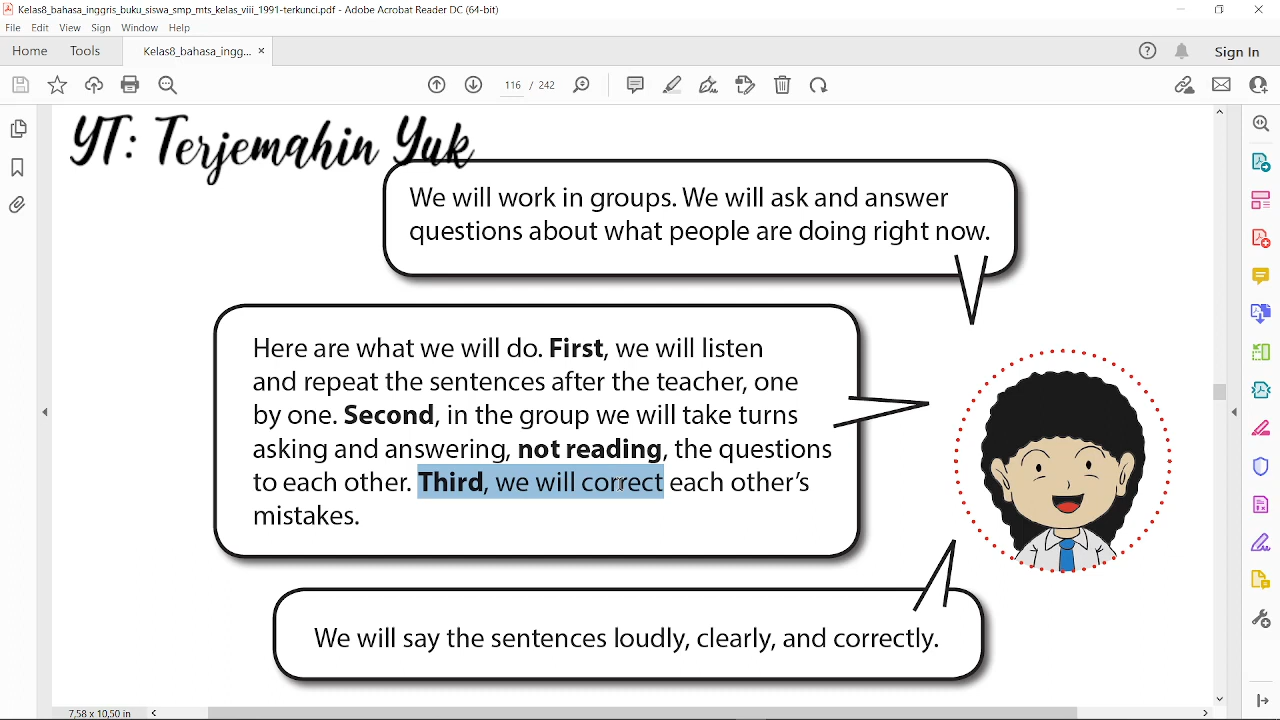 Kelas8_bahasa_inggris_buku_siswa_smp_mts_kelas_viii_1991-terkunci.pdf - Adobe Acrobat Reader DC (64-bit)
File Edit View Sign Window Help
Home Tools Kelas8_bahasa_ingg... × Sign In
116 / 242
YT: Terjemahin Yuk
We will work in groups. We will ask and answer
questions about what people are doing right now.
Here are what we will do. First, we will listen
and repeat the sentences after the teacher, one
by one. Second, in the group we will take turns
asking and answering, not reading, the questions
to each other. Third, we will correct each other’s
mistakes.
We will say the sentences loudly, clearly, and correctly.
7,58 x 10,50 in